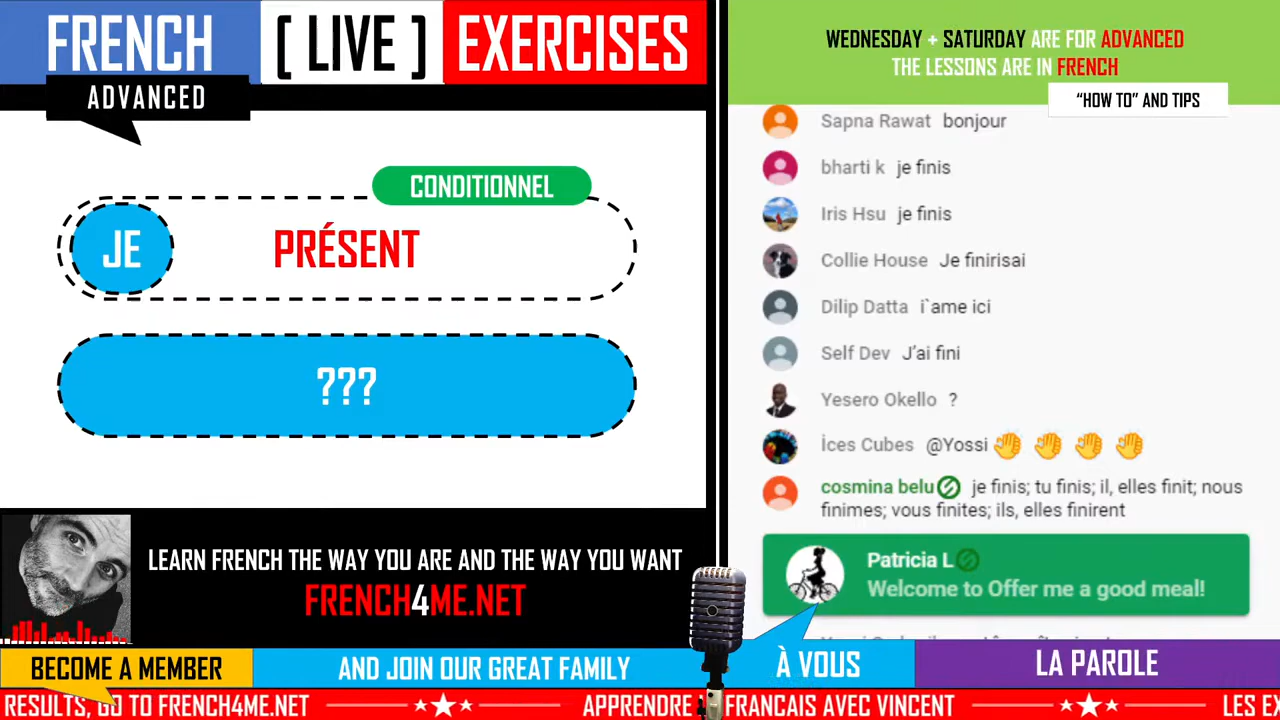 FRENCH [ LIVE ] EXERCISES
ADVANCED
CONDITIONNEL
JE PRÉSENT
???
LEARN FRENCH THE WAY YOU ARE AND THE WAY YOU WANT
FRENCH4ME.NET
WEDNESDAY + SATURDAY ARE FOR ADVANCED
THE LESSONS ARE IN FRENCH
“HOW TO” AND TIPS
Sapna Rawat bonjour
bharti k je finis
Iris Hsu je finis
Collie House Je finirisai
Dilip Datta i`ame ici
Self Dev J’ai fini
Yesero Okello ?
İces Cubes @Yossi
cosmina belu je finis; tu finis; il, elles finit; nous
finimes; vous finites; ils, elles finirent
Patricia L
Welcome to Offer me a good meal!
BECOME A MEMBER AND JOIN OUR GREAT FAMILY À VOUS LA PAROLE
RESULTS, GO TO FRENCH4ME.NET APPRENDRE FRANCAIS AVEC VINCENT LES EX